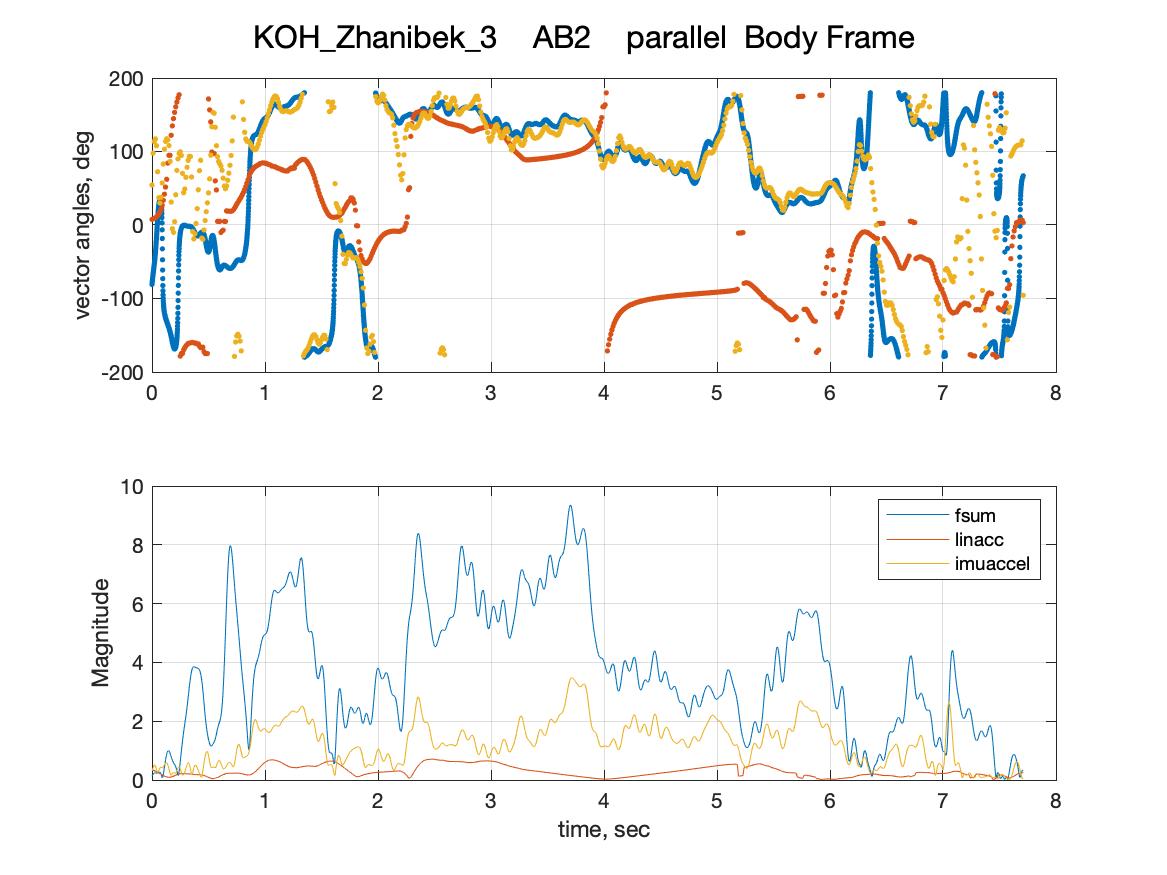 KOH_Zhanibek_3 AB2 parallel Body Frame
vector angles, deg
200
100
0
-100
-200
0 1 2 3 4 5 6 7 8
Magnitude
10
8
6
4
2
0
fsum
linacc
imuaccel
0 1 2 3 4 5 6 7 8
time, sec